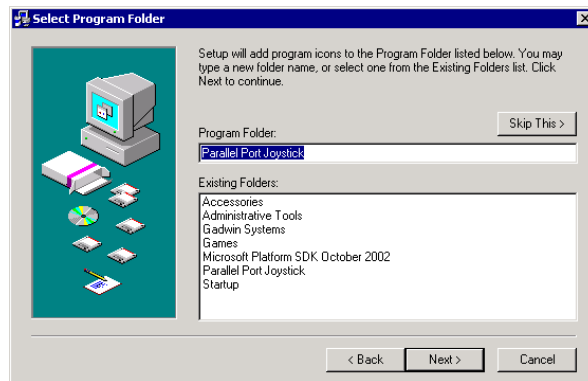 Select Program Folder
Setup will add program icons to the Program Folder listed below. You may
type a new folder name, or select one from the Existing Folders list. Click
Next to continue.
Skip This >
Program Folder:
Parallel Port Joystick
Existing Folders:
Accessories
Administrative Tools
Gadwin Systems
Games
Microsoft Platform SDK October 2002
Parallel Port Joystick
Startup
< Back
Next >
Cancel